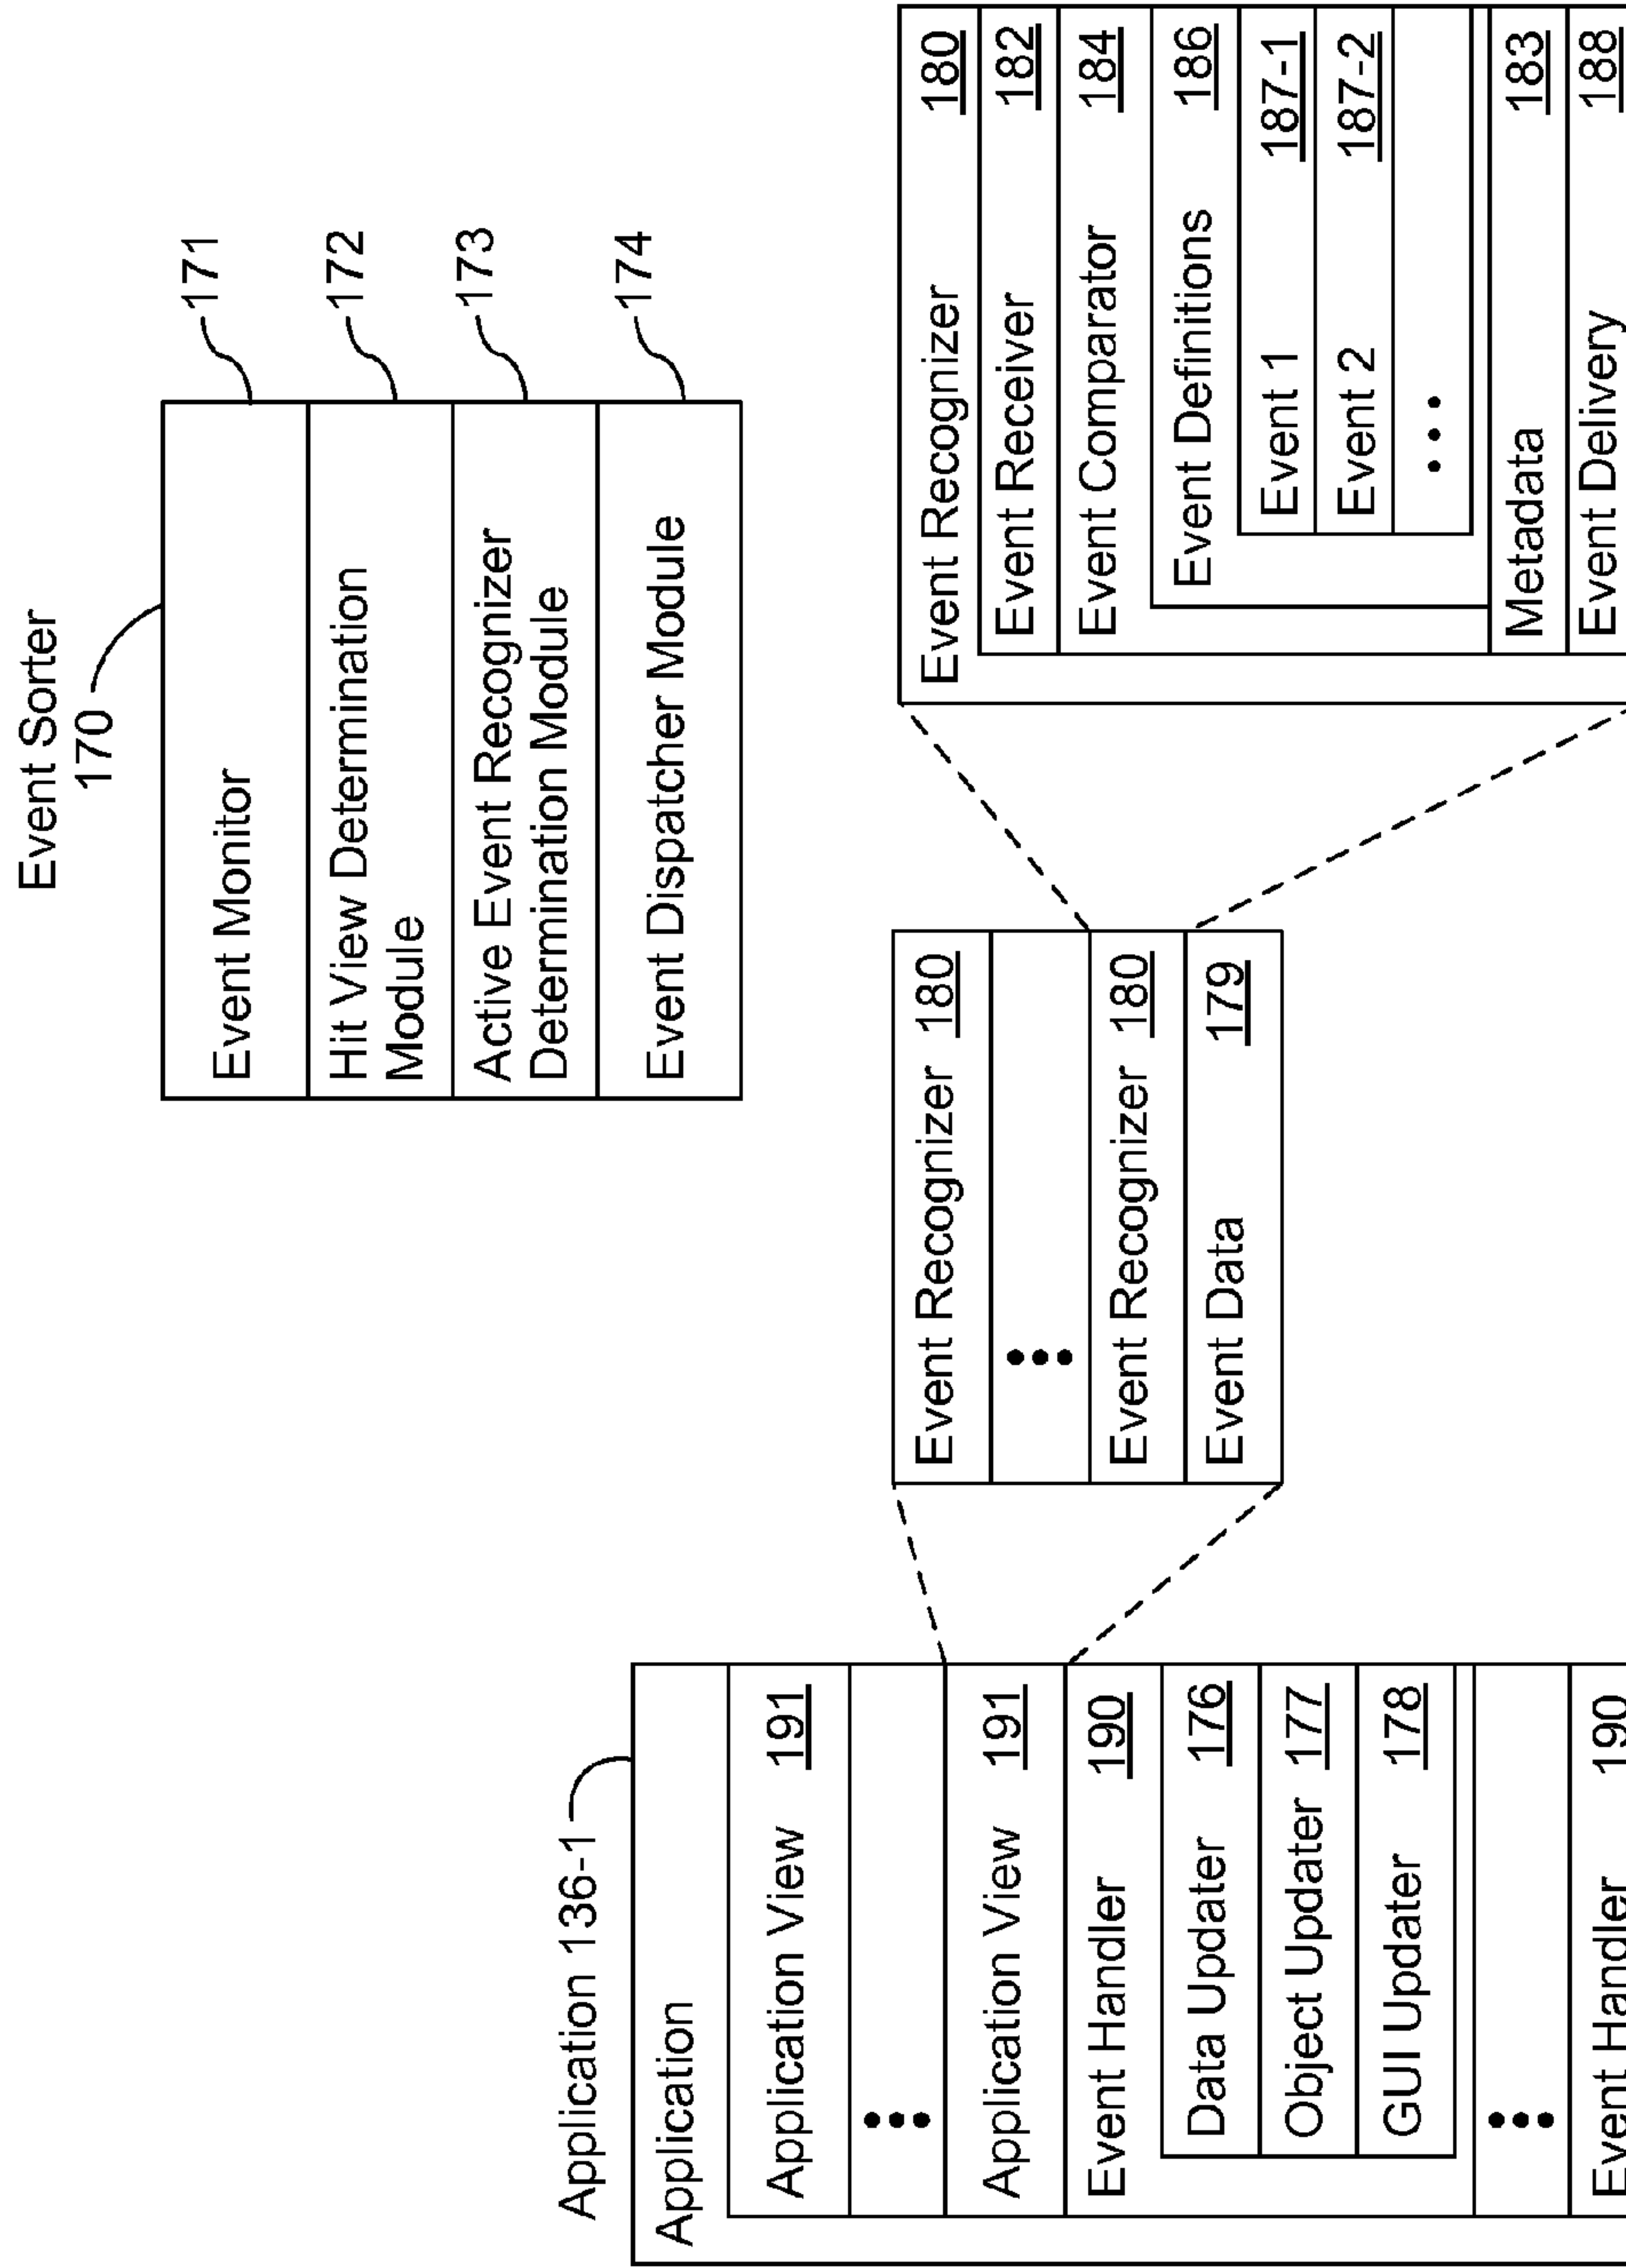 Event Sorter
170
Event Monitor
171
Hit View Determination
Module
172
Active Event Recognizer
Determination Module
173
Event Dispatcher Module
174
Application 136-1
Application
Application View 191
Application View 191
Event Handler 190
Data Updater 176
Object Updater 177
GUI Updater 178
Event Handler 190
Event Recognizer 180
Event Recognizer 180
Event Data 179
Event Recognizer 180
Event Receiver 182
Event Comparator 184
Event Definitions 186
Event 1 187-1
Event 2 187-2
Metadata 183
Event Delivery 188